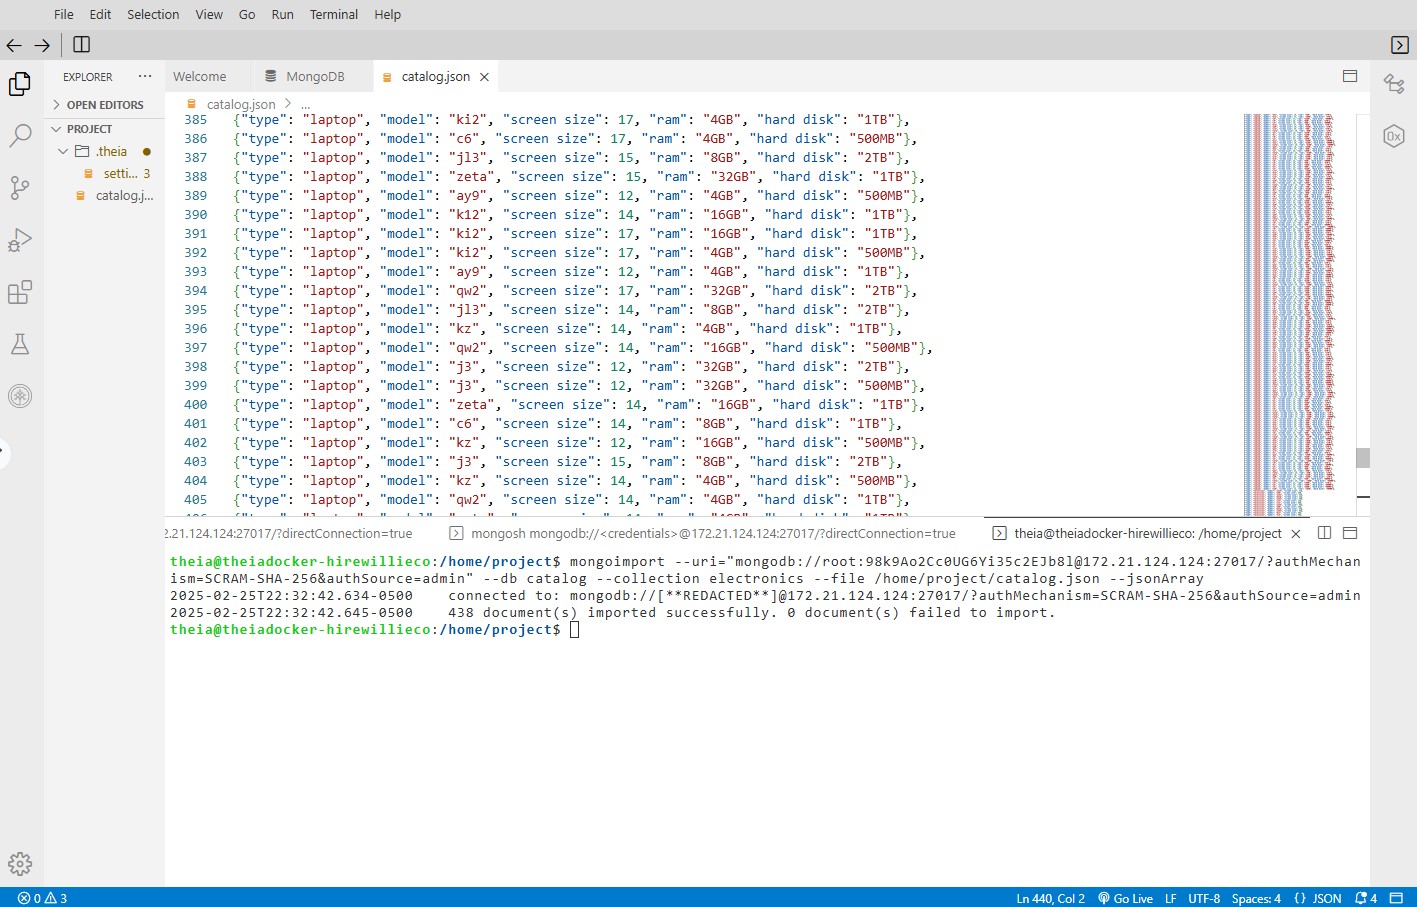 File Edit Selection View Go Run Terminal Help
EXPLORER ...
Welcome
MongoDB
catalog.json
OPEN EDITORS
PROJECT
.theia
setti... 3
catalog.j...
catalog.json > ...
385 {"type": "laptop", "model": "ki2", "screen size": 17, "ram": "4GB", "hard disk": "1TB"},
386 {"type": "laptop", "model": "c6", "screen size": 17, "ram": "4GB", "hard disk": "500MB"},
387 {"type": "laptop", "model": "jl3", "screen size": 15, "ram": "8GB", "hard disk": "2TB"},
388 {"type": "laptop", "model": "zeta", "screen size": 15, "ram": "32GB", "hard disk": "1TB"},
389 {"type": "laptop", "model": "ay9", "screen size": 12, "ram": "4GB", "hard disk": "500MB"},
390 {"type": "laptop", "model": "k12", "screen size": 14, "ram": "16GB", "hard disk": "1TB"},
391 {"type": "laptop", "model": "ki2", "screen size": 17, "ram": "16GB", "hard disk": "1TB"},
392 {"type": "laptop", "model": "ki2", "screen size": 17, "ram": "4GB", "hard disk": "500MB"},
393 {"type": "laptop", "model": "ay9", "screen size": 12, "ram": "4GB", "hard disk": "1TB"},
394 {"type": "laptop", "model": "qw2", "screen size": 17, "ram": "32GB", "hard disk": "2TB"},
395 {"type": "laptop", "model": "jl3", "screen size": 14, "ram": "8GB", "hard disk": "2TB"},
396 {"type": "laptop", "model": "kz", "screen size": 14, "ram": "4GB", "hard disk": "1TB"},
397 {"type": "laptop", "model": "qw2", "screen size": 14, "ram": "16GB", "hard disk": "500MB"},
398 {"type": "laptop", "model": "j3", "screen size": 12, "ram": "32GB", "hard disk": "2TB"},
399 {"type": "laptop", "model": "j3", "screen size": 12, "ram": "32GB", "hard disk": "500MB"},
400 {"type": "laptop", "model": "zeta", "screen size": 14, "ram": "16GB", "hard disk": "1TB"},
401 {"type": "laptop", "model": "c6", "screen size": 14, "ram": "8GB", "hard disk": "1TB"},
402 {"type": "laptop", "model": "kz", "screen size": 12, "ram": "16GB", "hard disk": "500MB"},
403 {"type": "laptop", "model": "j3", "screen size": 15, "ram": "8GB", "hard disk": "2TB"},
404 {"type": "laptop", "model": "kz", "screen size": 14, "ram": "4GB", "hard disk": "500MB"},
405 {"type": "laptop", "model": "qw2", "screen size": 14, "ram": "4GB", "hard disk": "1TB"},
2.21.124.124:27017/?directConnection=true
mongosh mongodb://<credentials>@172.21.124.124:27017/?directConnection=true
theia@theiadocker-hirewillieco: /home/project
theia@theiadocker-hirewillieco:/home/project$ mongoimport --uri="mongodb://root:98k9Ao2Cc0UG6Yi35c2EJb8l@172.21.124.124:27017/?authMechan
ism=SCRAM-SHA-256&authSource=admin" --db catalog --collection electronics --file /home/project/catalog.json --jsonArray
2025-02-25T22:32:42.634-0500 connected to: mongodb://[**REDACTED**]@172.21.124.124:27017/?authMechanism=SCRAM-SHA-256&authSource=admin
2025-02-25T22:32:42.645-0500 438 document(s) imported successfully. 0 document(s) failed to import.
theia@theiadocker-hirewillieco:/home/project$
0 3
Ln 440, Col 2 Go Live LF UTF-8 Spaces: 4 {} JSON 4